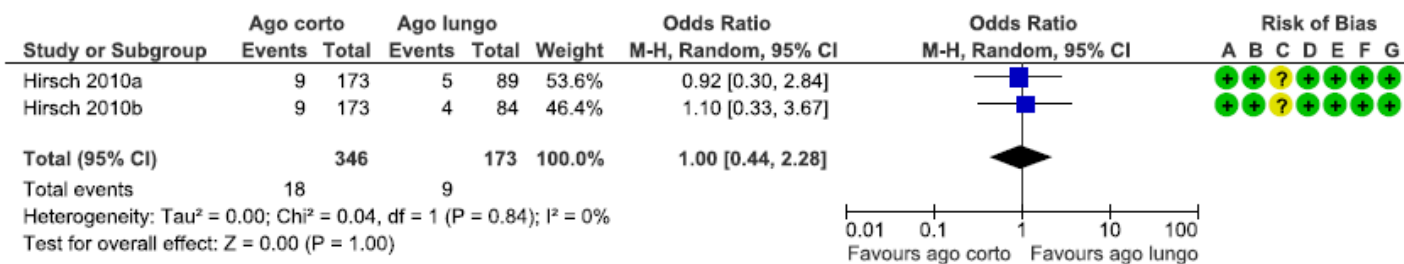 Ago corto Ago lungo Odds Ratio Odds Ratio Risk of Bias
Study or Subgroup Events Total Events Total Weight M-H, Random, 95% CI M-H, Random, 95% CI A B C D E F G
Hirsch 2010a 9 173 5 89 53.6% 0.92 [0.30, 2.84] + + ? + + + +
Hirsch 2010b 9 173 4 84 46.4% 1.10 [0.33, 3.67] + + ? + + + +
Total (95% CI) 346 173 100.0% 1.00 [0.44, 2.28]
Total events 18 9
Heterogeneity: Tau² = 0.00; Chi² = 0.04, df = 1 (P = 0.84); I² = 0%
Test for overall effect: Z = 0.00 (P = 1.00)
0.01 0.1 1 10 100
Favours ago corto Favours ago lungo